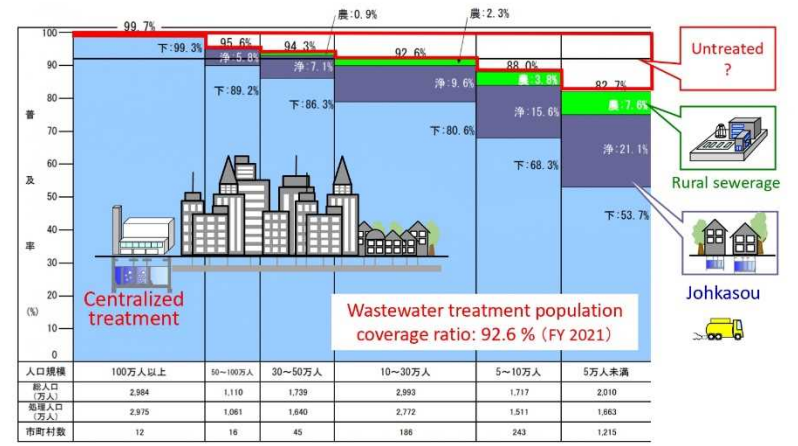 農:0.9%
農:2.3%
99.7%
95.6%
94.3%
92.6%
88.0%
82.7%
100
90
80
70
60
50
40
30
20
10
0
普及率
(%)
下:99.3%
浄:5.8%
浄:7.1%
浄:9.6%
農:3.8%
農:7.6%
浄:15.6%
浄:21.1%
下:89.2%
下:86.3%
下:80.6%
下:68.3%
下:53.7%
Untreated
?
Rural sewerage
Johkasou
Centralized
treatment
Wastewater treatment population
coverage ratio: 92.6 % (FY 2021)
人口規模 100万人以上 50~100万人 30~50万人 10~30万人 5~10万人 5万人未満
総人口
(万人) 2,984 1,110 1,739 2,993 1,717 2,010
処理人口
(万人) 2,975 1,061 1,640 2,772 1,511 1,663
市町村数 12 16 45 186 243 1,215